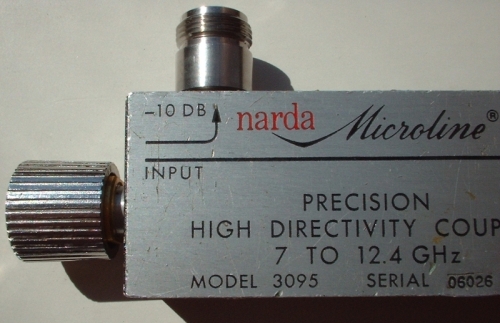 -10 DB
narda Microline®
INPUT
PRECISION
HIGH DIRECTIVITY COUP
7 TO 12.4 GHz
MODEL 3095 SERIAL 06026